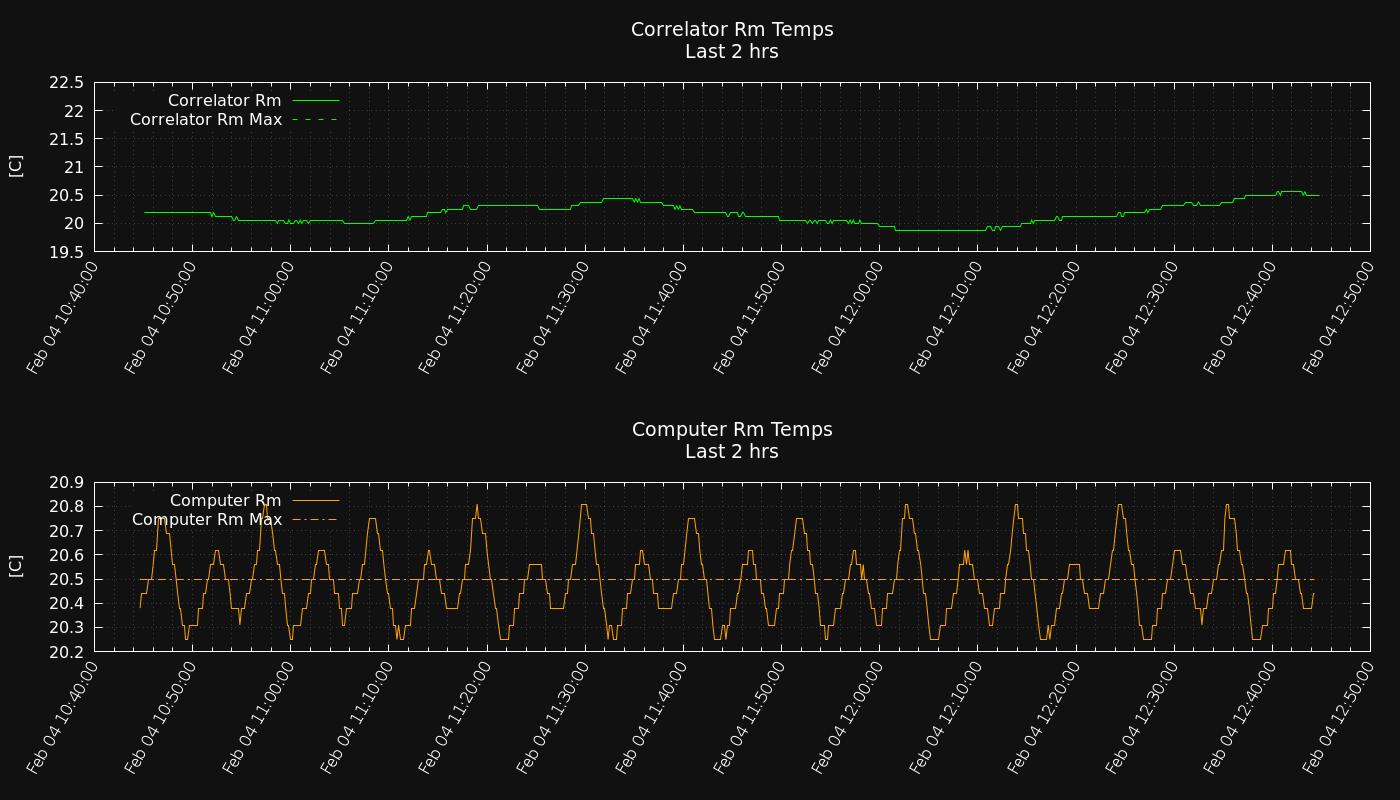 Correlator Rm Temps
Last 2 hrs
22.5
22
21.5
21
20.5
20
19.5
[C]
Correlator Rm
Correlator Rm Max
Feb 04 10:40:00
Feb 04 10:50:00
Feb 04 11:00:00
Feb 04 11:10:00
Feb 04 11:20:00
Feb 04 11:30:00
Feb 04 11:40:00
Feb 04 11:50:00
Feb 04 12:00:00
Feb 04 12:10:00
Feb 04 12:20:00
Feb 04 12:30:00
Feb 04 12:40:00
Feb 04 12:50:00
Computer Rm Temps
Last 2 hrs
20.9
20.8
20.7
20.6
20.5
20.4
20.3
20.2
[C]
Computer Rm
Computer Rm Max
Feb 04 10:40:00
Feb 04 10:50:00
Feb 04 11:00:00
Feb 04 11:10:00
Feb 04 11:20:00
Feb 04 11:30:00
Feb 04 11:40:00
Feb 04 11:50:00
Feb 04 12:00:00
Feb 04 12:10:00
Feb 04 12:20:00
Feb 04 12:30:00
Feb 04 12:40:00
Feb 04 12:50:00